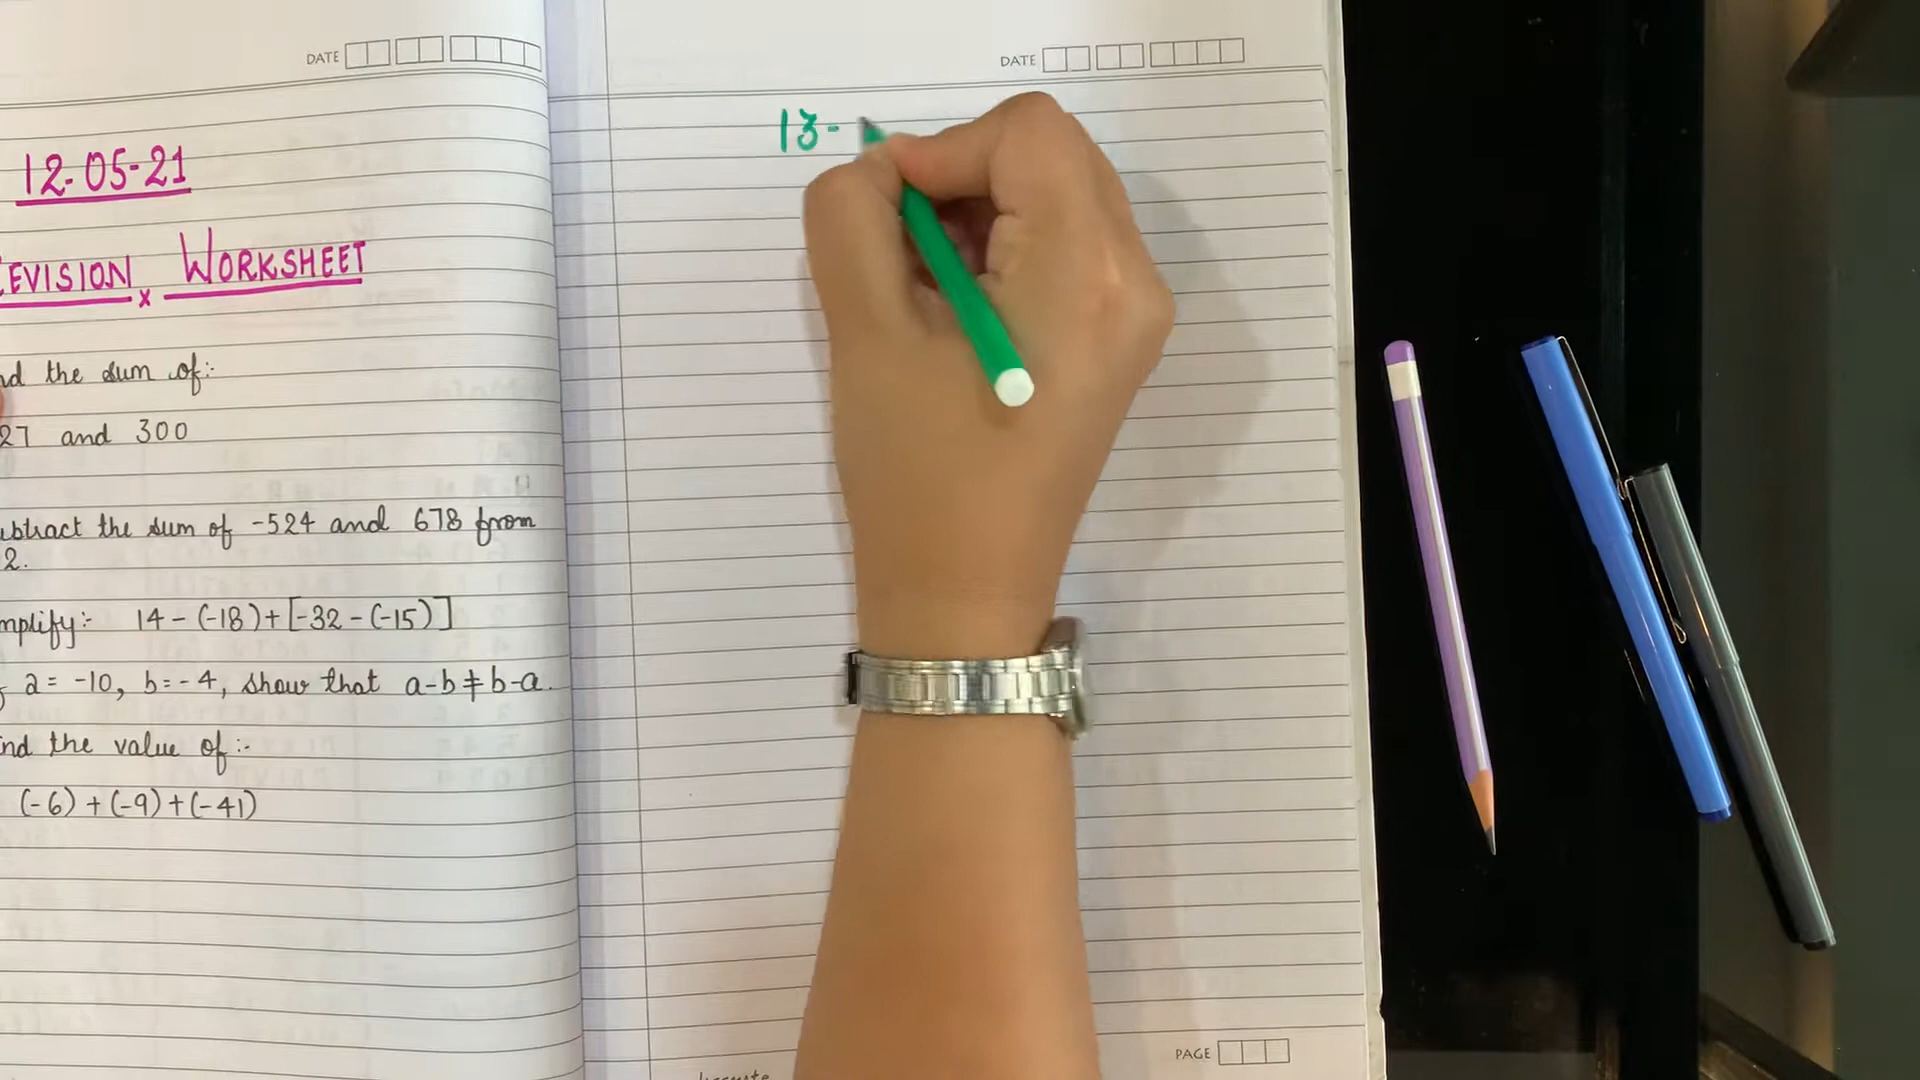 DATE
12-05-21
REVISION WORKSHEET
nd the sum of:-
27 and 300
ubtract the sum of -524 and 678 from
2.
mplify:- 14-(-18)+[-32-(-15)]
a = -10, b = -4, show that a-b≠b-a.
ind the value of:-
(-6)+(-9)+(-41)
DATE
13-
PAGE